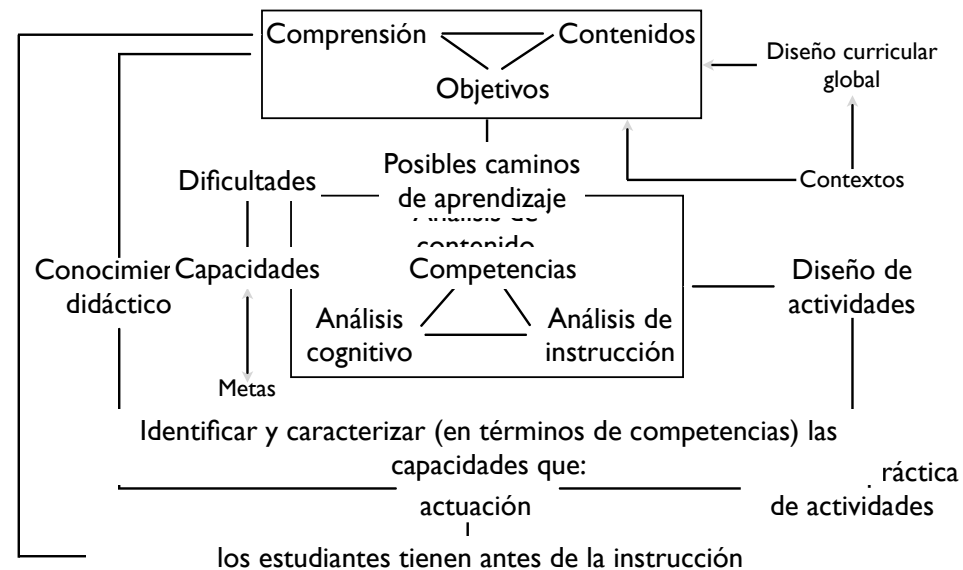 Comprensión
Contenidos
Objetivos
Diseño curricular
global
Contextos
Posibles caminos
de aprendizaje
Dificultades
contenido
Capacidades
Competencias
didáctico
Diseño de
actividades
Análisis
cognitivo
Análisis de
instrucción
Metas
Identificar y caracterizar (en términos de competencias) las
capacidades que:
ráctica
de actividades
actuación
los estudiantes tienen antes de la instrucción